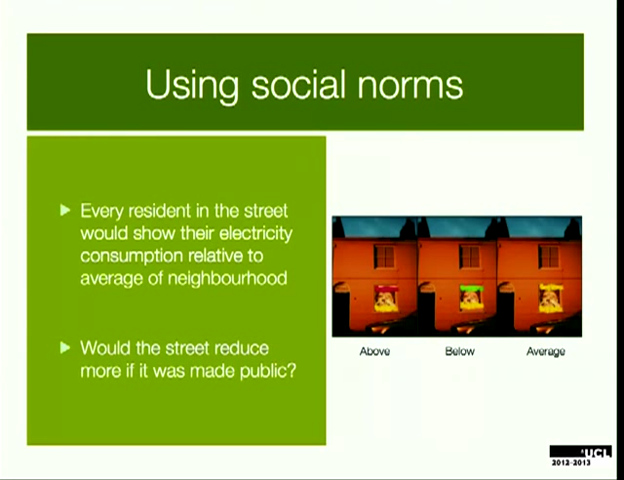 Using social norms
Every resident in the street
would show their electricity
consumption relative to
average of neighbourhood
Would the street reduce
more if it was made public?
Above
Below
Average
UCL
2012-2013